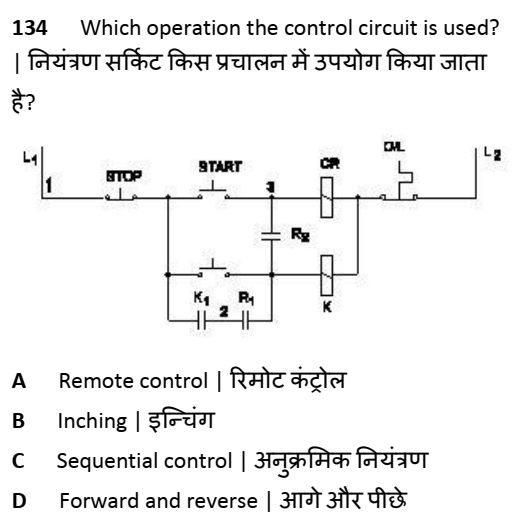 134 Which operation the control circuit is used?
| नियंत्रण सर्किट किस प्रचालन में उपयोग किया जाता
है?
L1 1 STOP START 3 CR OVL L2
R2
K1 2 R1 K
A Remote control | रिमोट कंट्रोल
B Inching | इन्चिंग
C Sequential control | अनुक्रमिक नियंत्रण
D Forward and reverse | आगे और पीछे